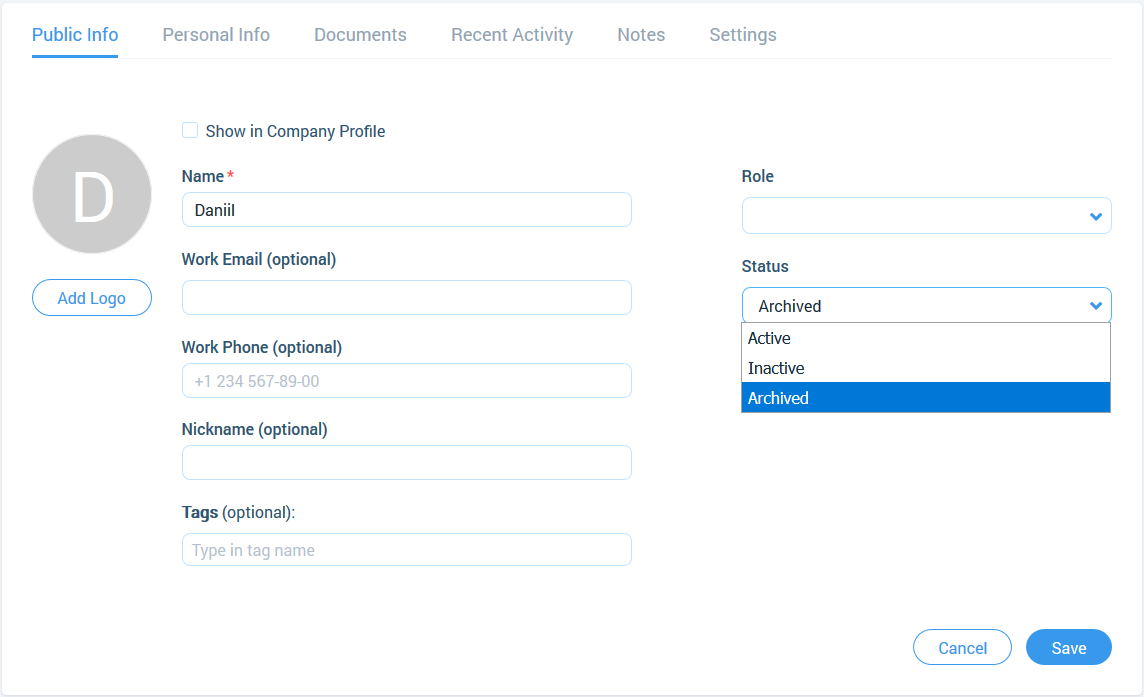 Public Info Personal Info Documents Recent Activity Notes Settings
D
Add Logo
Show in Company Profile
Name*
Daniil
Work Email (optional)
Work Phone (optional)
+1 234 567-89-00
Nickname (optional)
Tags (optional):
Type in tag name
Role
Status
Archived
Active
Inactive
Archived
Cancel Save